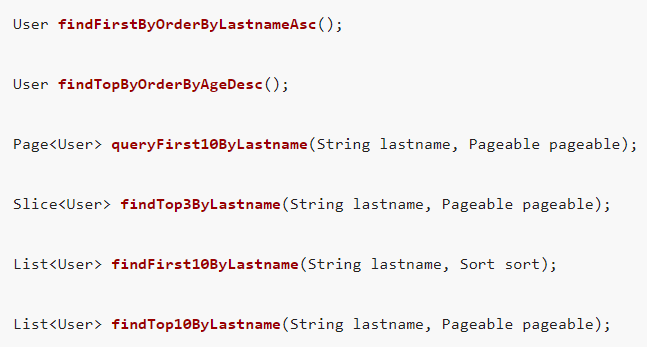 User findFirstByOrderByLastnameAsc();
User findTopByOrderByAgeDesc();
Page<User> queryFirst10ByLastname(String lastname, Pageable pageable);
Slice<User> findTop3ByLastname(String lastname, Pageable pageable);
List<User> findFirst10ByLastname(String lastname, Sort sort);
List<User> findTop10ByLastname(String lastname, Pageable pageable);